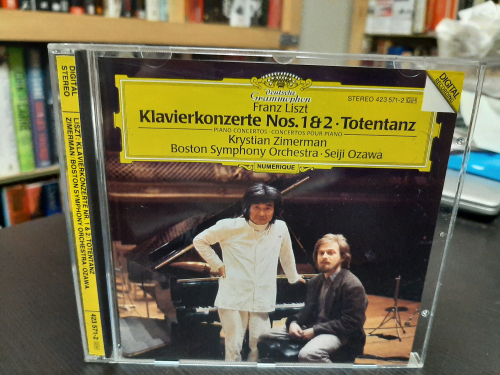 Deutsche
Grammophon
STEREO 423 571-2 GH
DIGITAL
RECORDING
Franz Liszt
Klavierkonzerte Nos. 1 & 2 · Totentanz
PIANO CONCERTOS · CONCERTOS POUR PIANO
Krystian Zimerman
Boston Symphony Orchestra · Seiji Ozawa
NUMERIQUE
DIGITAL
STEREO
LISZT: KLAVIERKONZERTE NR. 1 & 2 · TOTENTANZ
ZIMERMAN · BOSTON SYMPHONY ORCHESTRA · OZAWA
423 571-2